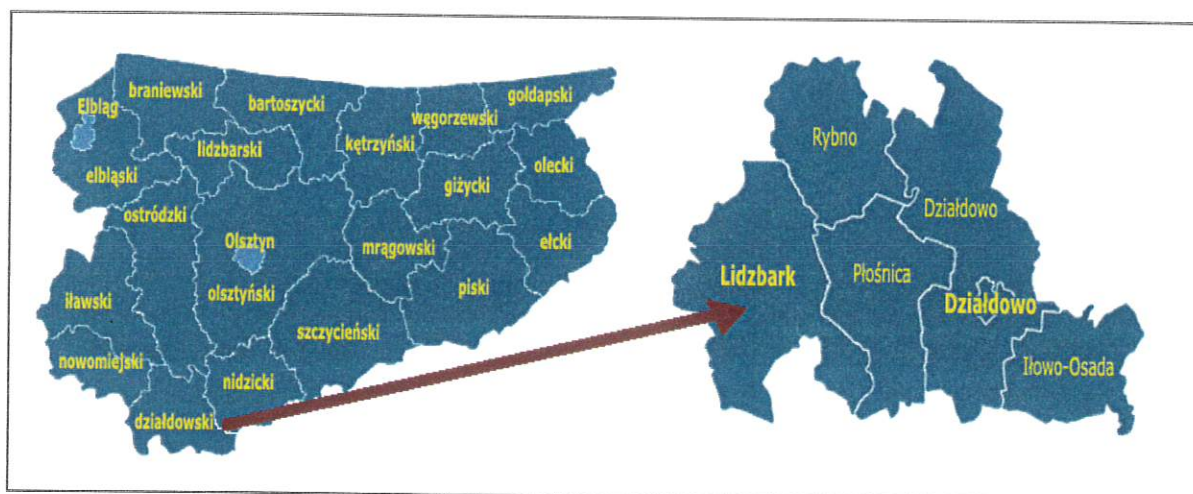 braniewski
Elbląg
bartoszycki
gołdapski
węgorzewski
lidzbarski
kętrzyński
elbląski
olecki
giżycki
ostródzki
Olsztyn
mrągowski
ełcki
iławski
olsztyński
piski
szczycieński
nowomiejski
nidzicki
działdowski
Rybno
Działdowo
Lidzbark
Płośnica
Działdowo
Iłowo-Osada